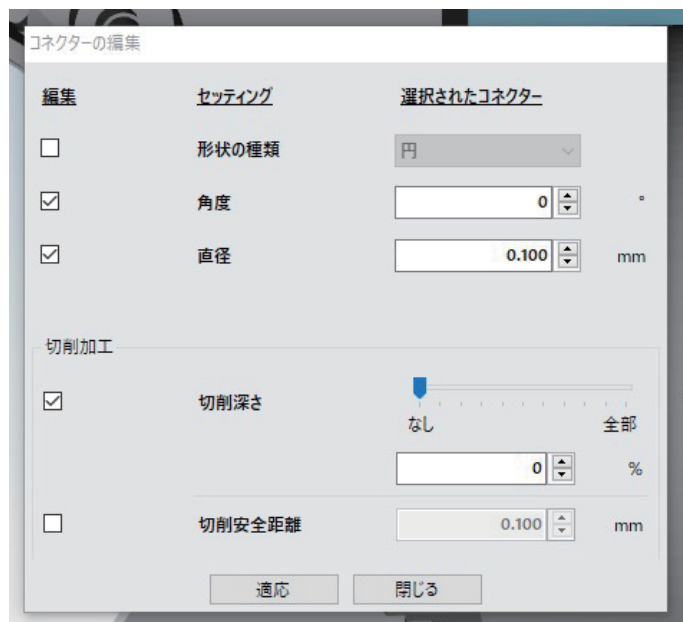 コネクターの編集
編集 セッティング 選択されたコネクター
形状の種類 円
角度 0 °
直径 0.100 mm
切削加工
切削深さ
なし 全部
0 %
切削安全距離 0.100 mm
適応 閉じる